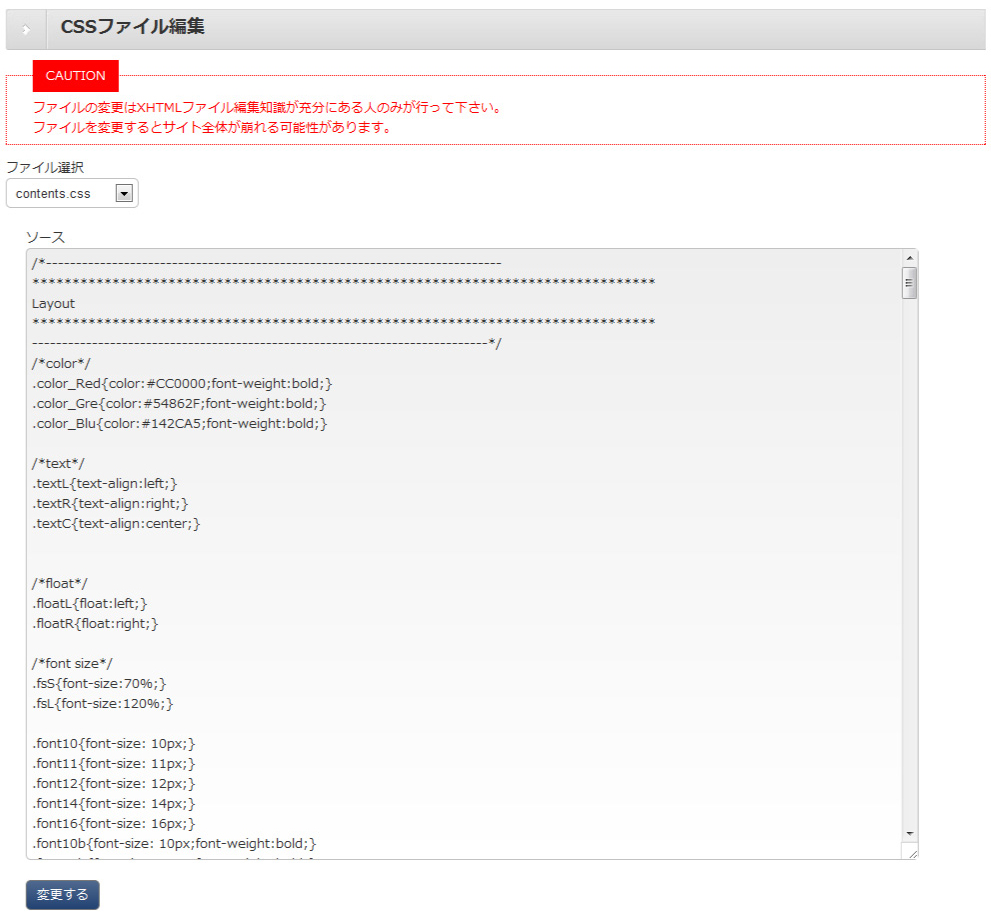 CSSファイル編集
CAUTION
ファイルの変更はXHTMLファイル編集知識が充分にある人のみが行って下さい。
ファイルを変更するとサイト全体が崩れる可能性があります。
ファイル選択
contents.css
ソース
/*----------------------------------------------------------------------------
******************************************************************************
Layout
******************************************************************************
----------------------------------------------------------------------------*/
/*color*/
.color_Red{color:#CC0000;font-weight:bold;}
.color_Gre{color:#54862F;font-weight:bold;}
.color_Blu{color:#142CA5;font-weight:bold;}
/*text*/
.textL{text-align:left;}
.textR{text-align:right;}
.textC{text-align:center;}
/*float*/
.floatL{float:left;}
.floatR{float:right;}
/*font size*/
.fsS{font-size:70%;}
.fsL{font-size:120%;}
.font10{font-size: 10px;}
.font11{font-size: 11px;}
.font12{font-size: 12px;}
.font14{font-size: 14px;}
.font16{font-size: 16px;}
.font10b{font-size: 10px;font-weight:bold;}
変更する